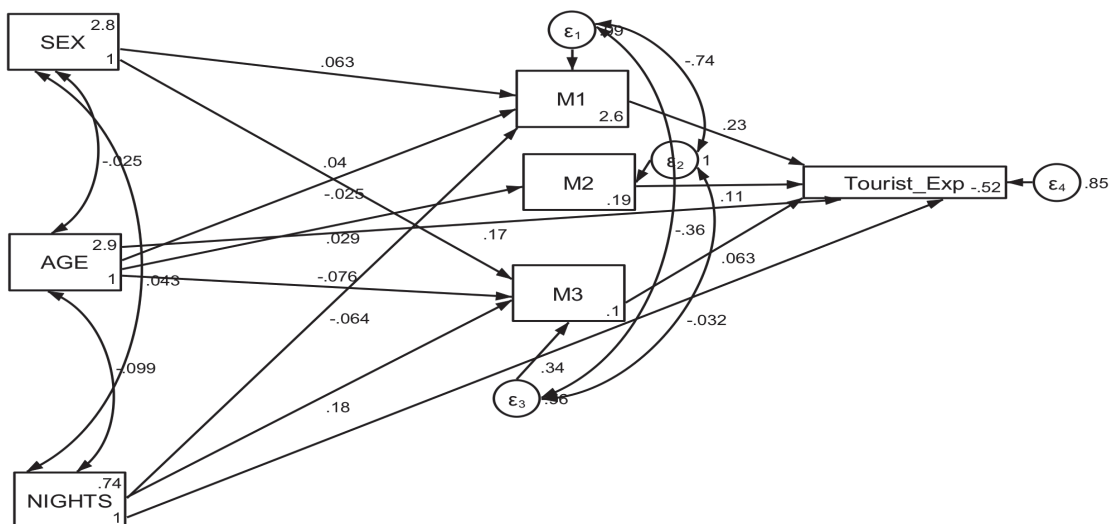 2.8
SEX
1
ε1
.99
-.74
.063
M1
2.6
.23
-.025
.04
-.025
M2
.19
ε2
1
.11
Tourist_Exp
-.52
ε4
.85
2.9
AGE
1
.029
.17
-.36
.063
.043
-.076
M3
.1
-.064
-.032
-.099
.34
ε3
.18
.74
NIGHTS
1